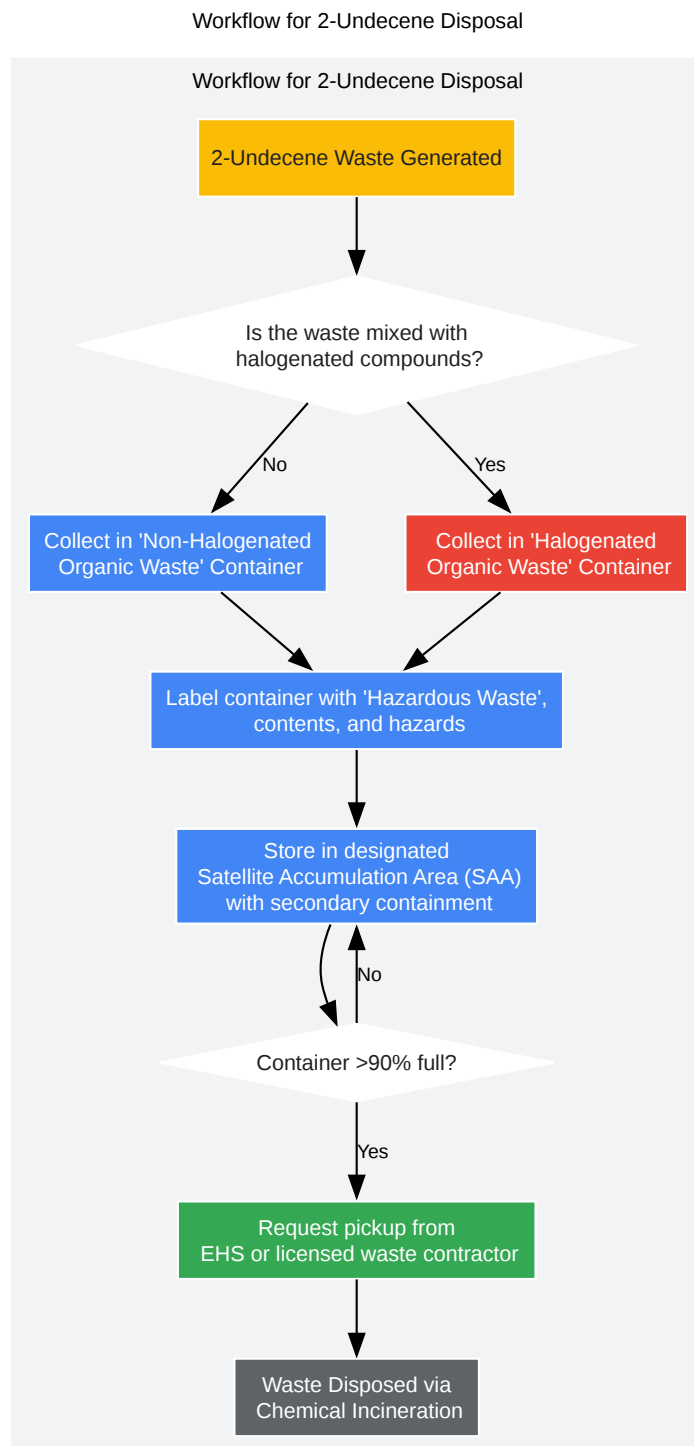 Workflow for 2-Undecene Disposal
Workflow for 2-Undecene Disposal
2-Undecene Waste Generated
Is the waste mixed with
halogenated compounds?
No
Yes
Collect in 'Non-Halogenated
Organic Waste' Container
Collect in 'Halogenated
Organic Waste' Container
Label container with 'Hazardous Waste',
contents, and hazards
Store in designated
Satellite Accumulation Area (SAA)
with secondary containment
No
Container >90% full?
Yes
Request pickup from
EHS or licensed waste contractor
Waste Disposed via
Chemical Incineration